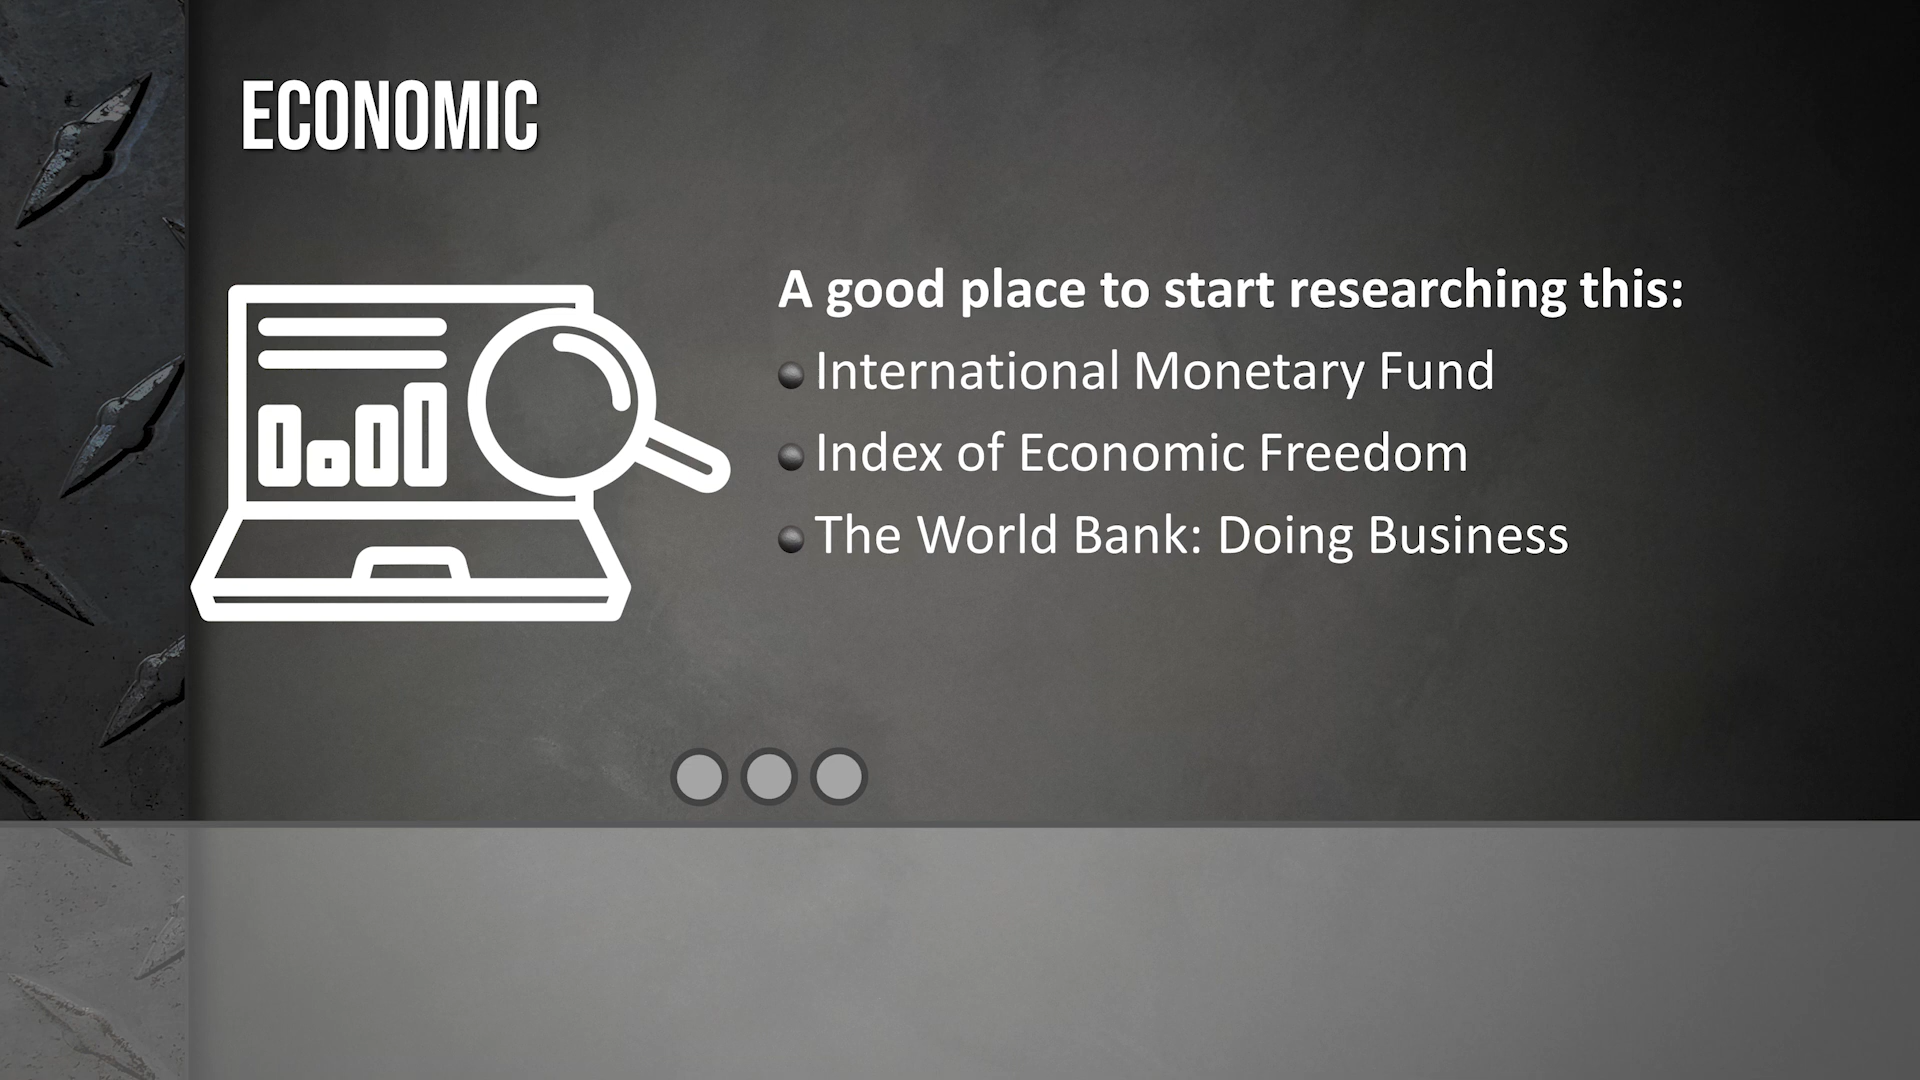 ECONOMIC
A good place to start researching this:
International Monetary Fund
Index of Economic Freedom
The World Bank: Doing Business